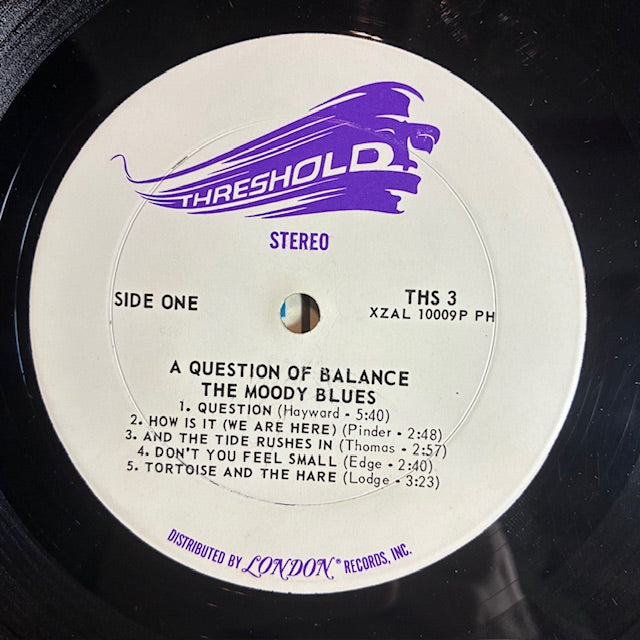 THRESHOLD
STEREO
SIDE ONE
THS 3
XZAL 10009P PH
A QUESTION OF BALANCE
THE MOODY BLUES
1. QUESTION (Hayward • 5:40)
2. HOW IS IT (WE ARE HERE) (Pinder • 2:48)
3. AND THE TIDE RUSHES IN (Thomas • 2:57)
4. DON'T YOU FEEL SMALL (Edge • 2:40)
5. TORTOISE AND THE HARE (Lodge • 3:23)
DISTRIBUTED BY LONDON® RECORDS, INC.